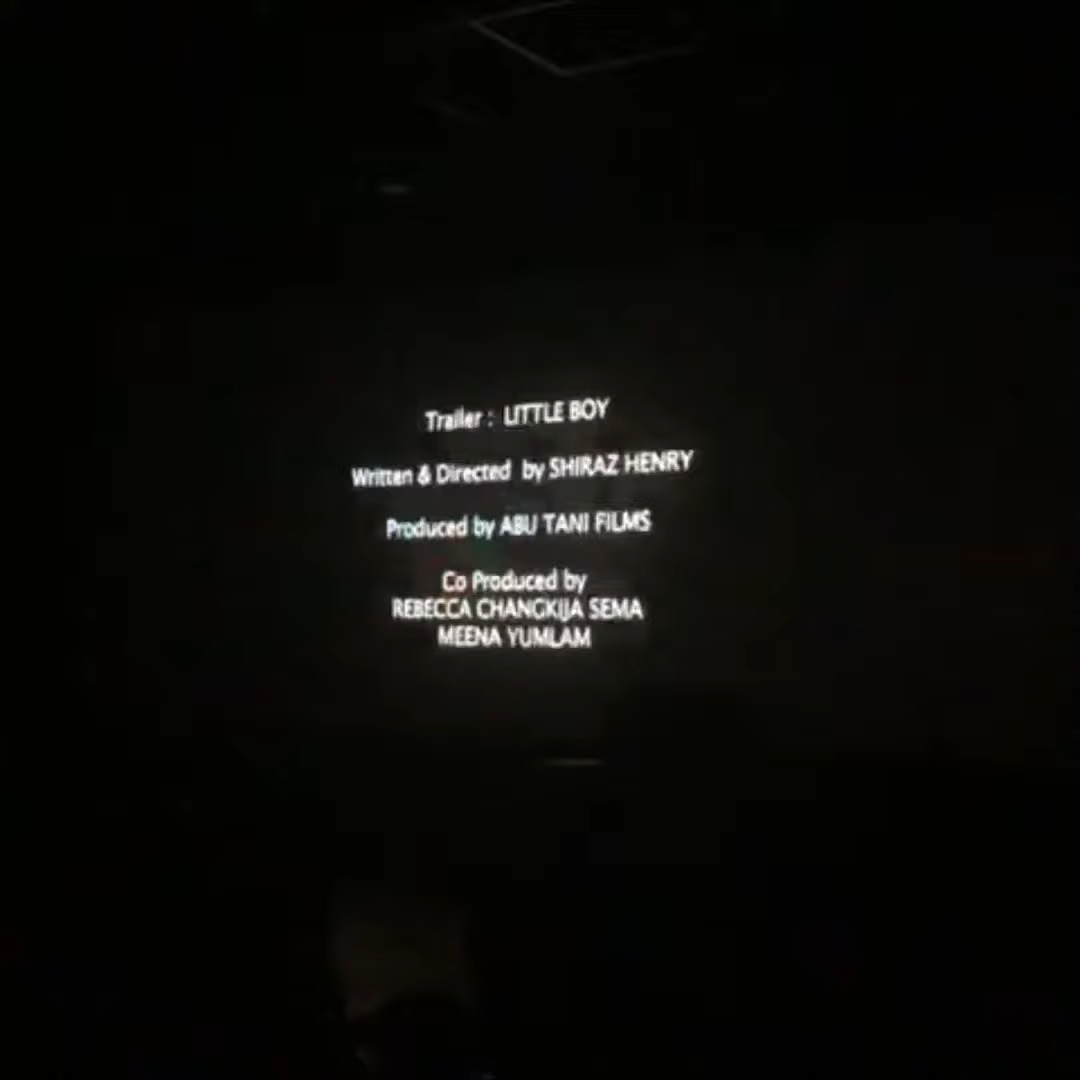 Trailer : LITTLE BOY
Written & Directed by SHIRAZ HENRY
Produced by ABU TANI FILMS
Co Produced by
REBECCA CHANGKIJA SEMA
MEENA YUMLAM